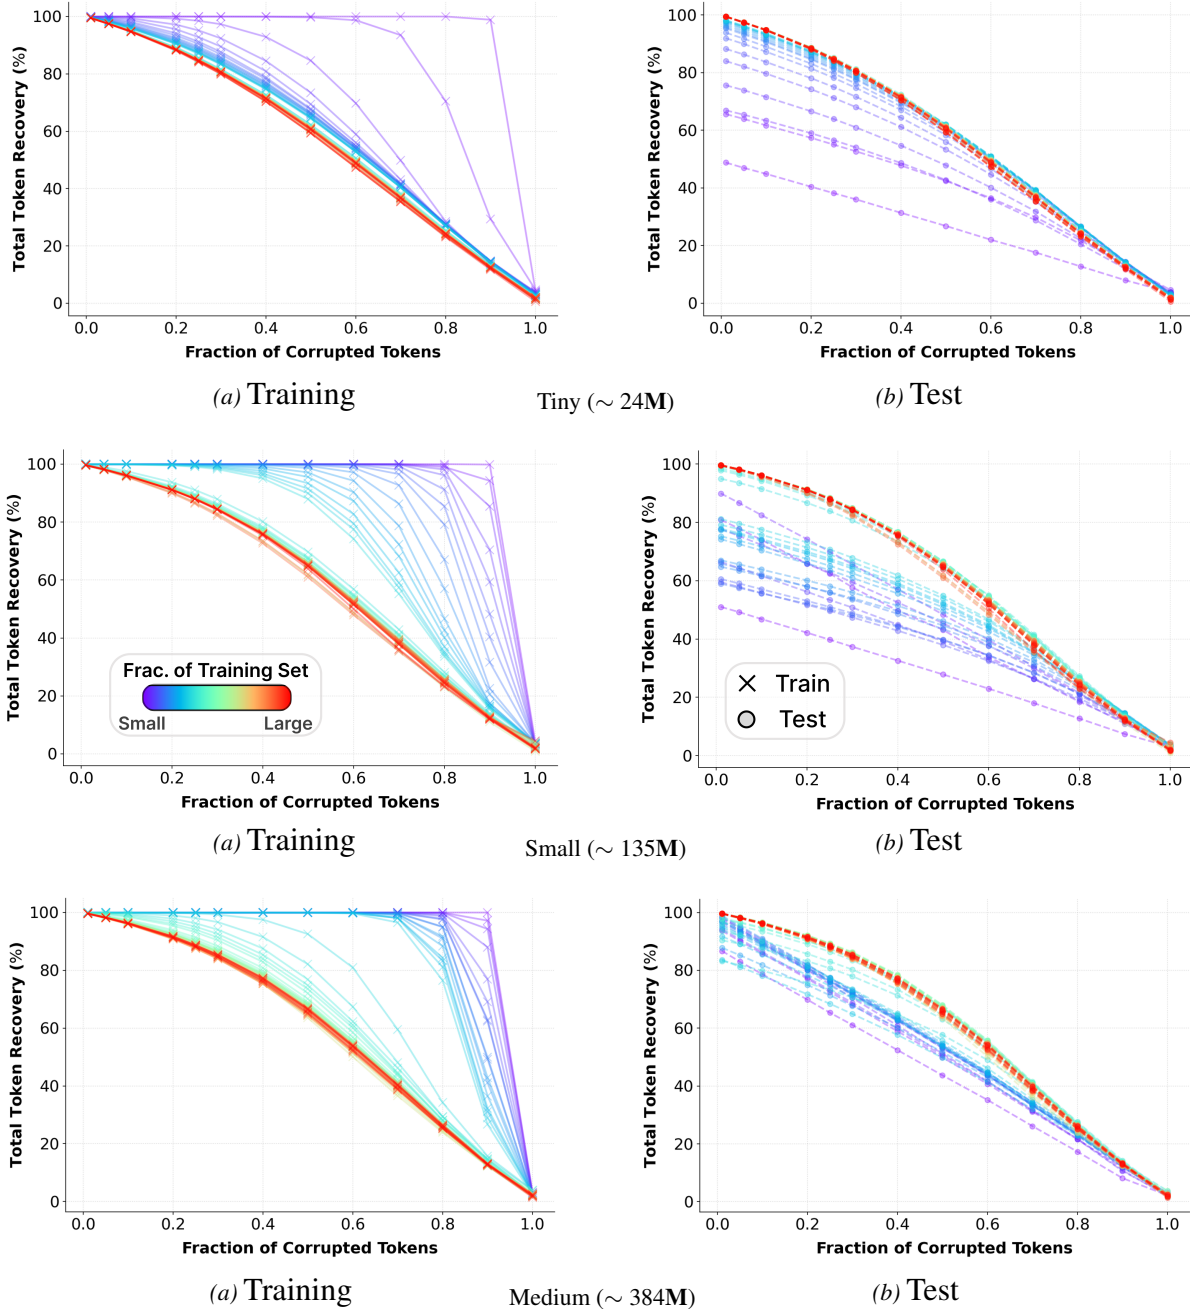 100
80
60
40
20
0
Total Token Recovery (%)
0.0 0.2 0.4 0.6 0.8 1.0
Fraction of Corrupted Tokens
(a) Training
100
80
60
40
20
0
Total Token Recovery (%)
0.0 0.2 0.4 0.6 0.8 1.0
Fraction of Corrupted Tokens
(b) Test
Tiny (∼ 24M)
100
80
60
40
20
0
Total Token Recovery (%)
Frac. of Training Set
Small Large
0.0 0.2 0.4 0.6 0.8 1.0
Fraction of Corrupted Tokens
(a) Training
100
80
60
40
20
0
Total Token Recovery (%)
Train
Test
0.0 0.2 0.4 0.6 0.8 1.0
Fraction of Corrupted Tokens
(b) Test
Small (∼ 135M)
100
80
60
40
20
0
Total Token Recovery (%)
0.0 0.2 0.4 0.6 0.8 1.0
Fraction of Corrupted Tokens
(a) Training
100
80
60
40
20
0
Total Token Recovery (%)
0.0 0.2 0.4 0.6 0.8 1.0
Fraction of Corrupted Tokens
(b) Test
Medium (∼ 384M)